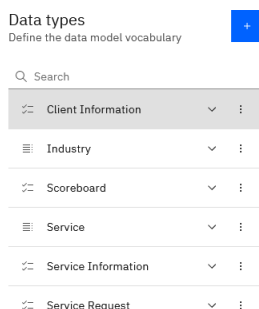 Data types
Define the data model vocabulary
+
Search
Client Information
Industry
Scoreboard
Service
Service Information
Service Request